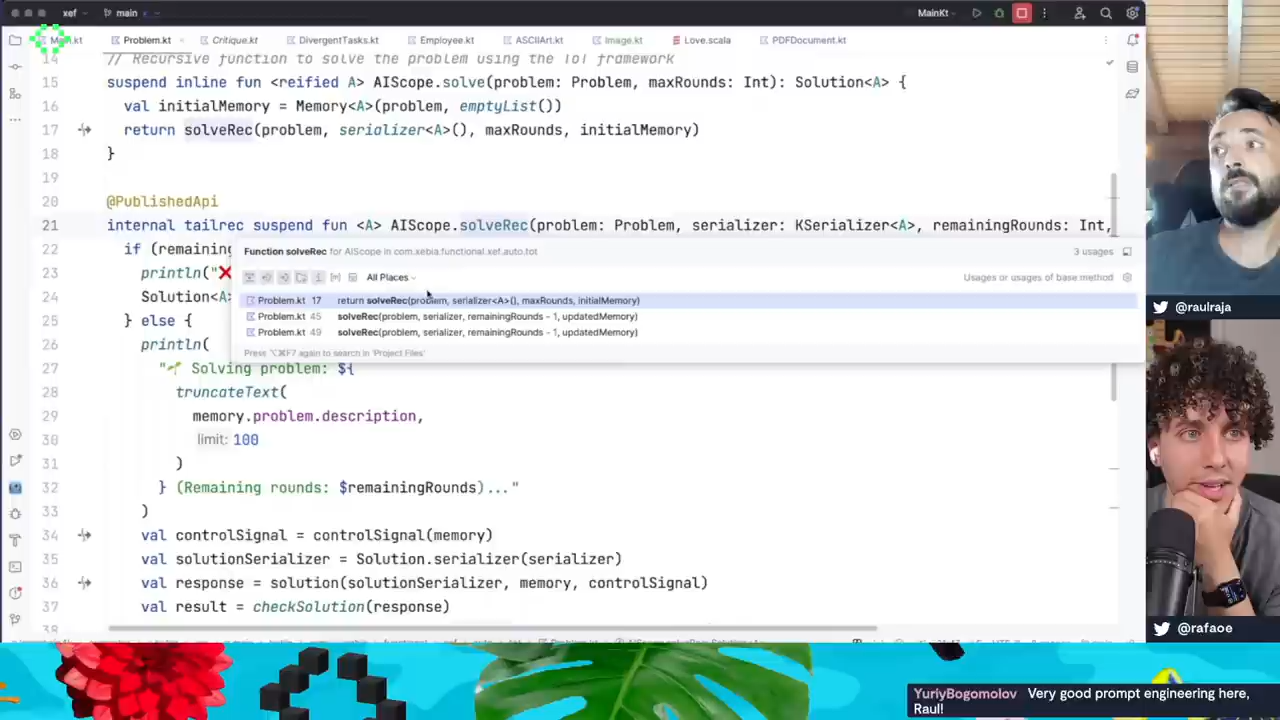 xef
main
MainKt
Problem.kt
Critique.kt
DivergentTasks.kt
Employee.kt
ASCIIArt.kt
Image.kt
Love.scala
PDFDocument.kt
14 // Recursive function to solve the problem using the ToT framework
15 suspend inline fun <reified A> AIScope.solve(problem: Problem, maxRounds: Int): Solution<A> {
16 val initialMemory = Memory<A>(problem, emptyList())
17 return solveRec(problem, serializer<A>(), maxRounds, initialMemory)
18 }
19
20 @PublishedApi
21 internal tailrec suspend fun <A> AIScope.solveRec(problem: Problem, serializer: KSerializer<A>, remainingRounds: Int,
22 if (remaining
Function solveRec for AIScope in com.xebia.functional.xef.auto.tot
3 usages
23 println("❌
All Places
Usages or usages of base method
24 Solution<A>
Problem.kt 17 return solveRec(problem, serializer<A>(), maxRounds, initialMemory)
Problem.kt 45 solveRec(problem, serializer, remainingRounds - 1, updatedMemory)
25 } else {
Problem.kt 49 solveRec(problem, serializer, remainingRounds - 1, updatedMemory)
26 println(
Press ⌥⌘F7 again to search in 'Project Files'
27 "🌱 Solving problem: ${
28 truncateText(
29 memory.problem.description,
30 limit: 100
31 )
32 } (Remaining rounds: $remainingRounds)..."
33 )
34 val controlSignal = controlSignal(memory)
35 val solutionSerializer = Solution.serializer(serializer)
36 val response = solution(solutionSerializer, memory, controlSignal)
37 val result = checkSolution(response)
38
@raulraja
@rafaoe
YuriyBogomolov Very good prompt engineering here,
Raul!